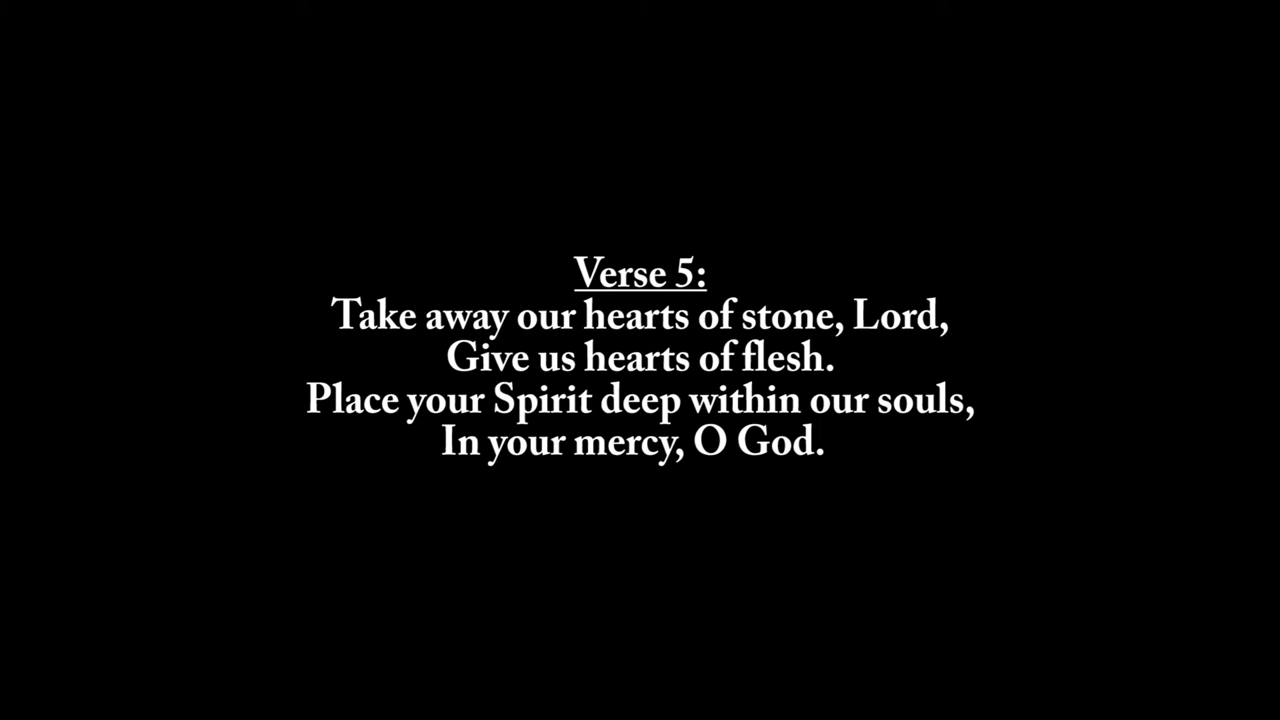 Verse 5:
Take away our hearts of stone, Lord,
Give us hearts of flesh.
Place your Spirit deep within our souls,
In your mercy, O God.